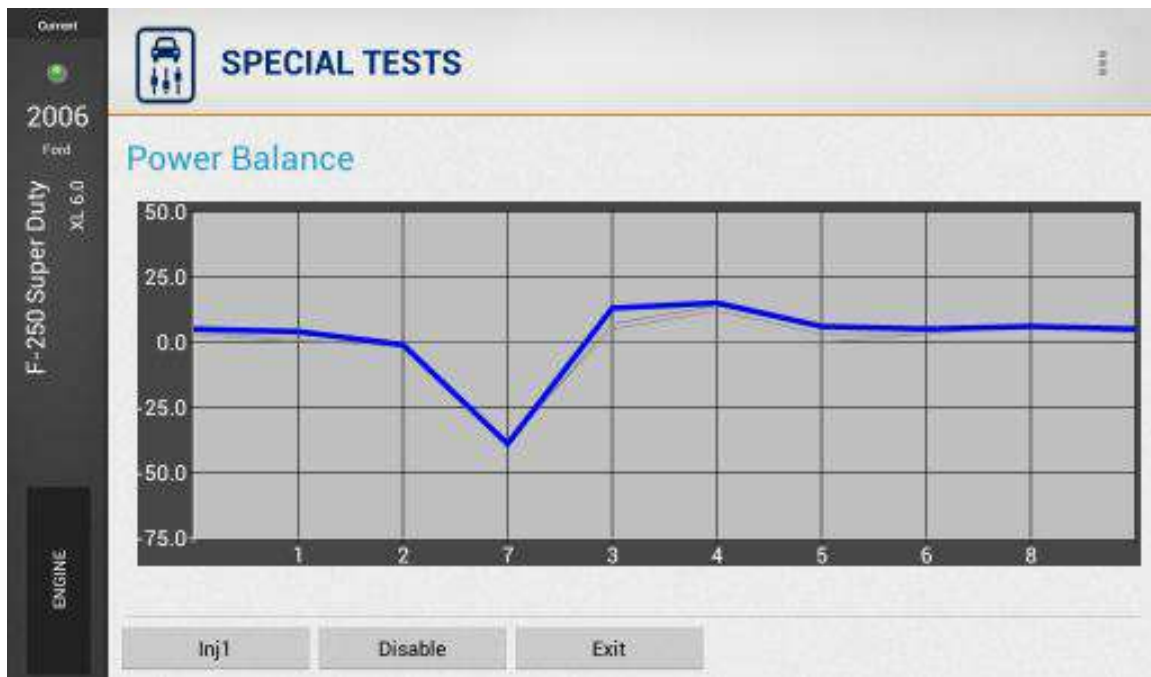 Current
2006
Ford
F-250 Super Duty
XL 6.0
ENGINE
SPECIAL TESTS
Power Balance
50.0
25.0
0.0
-25.0
-50.0
-75.0
1 2 7 3 4 5 6 8
Inj1 Disable Exit